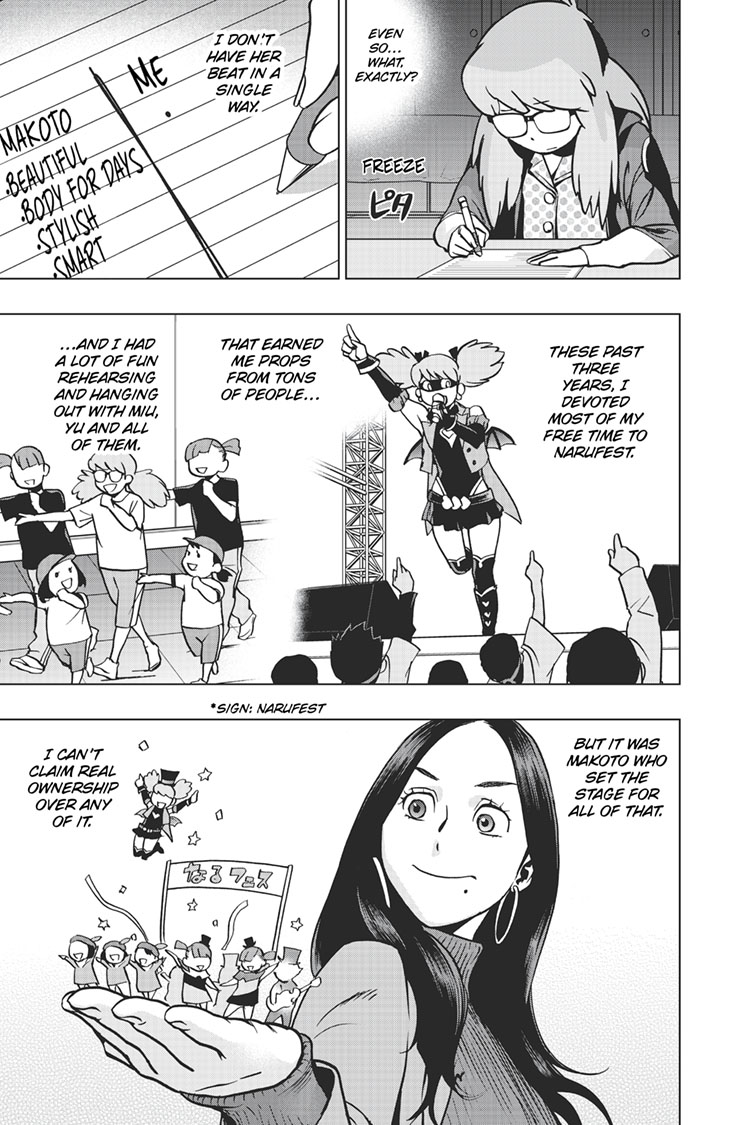 EVEN
SO...
WHAT,
EXACTLY?
FREEZE
ピタ
I DON'T
HAVE HER
BEAT IN A
SINGLE
WAY.
ME
•
MAKOTO
•BEAUTIFUL
•BODY FOR DAYS
•STYLISH
•SMART
THESE PAST
THREE
YEARS, I
DEVOTED
MOST OF MY
FREE TIME TO
NARUFEST.
THAT EARNED
ME PROPS
FROM TONS
OF PEOPLE...
...AND I HAD
A LOT OF FUN
REHEARSING
AND HANGING
OUT WITH MIU,
YU AND ALL
OF THEM.
*SIGN: NARUFEST
BUT IT WAS
MAKOTO WHO
SET THE
STAGE FOR
ALL OF THAT.
I CAN'T
CLAIM REAL
OWNERSHIP
OVER ANY
OF IT.
なるフェス